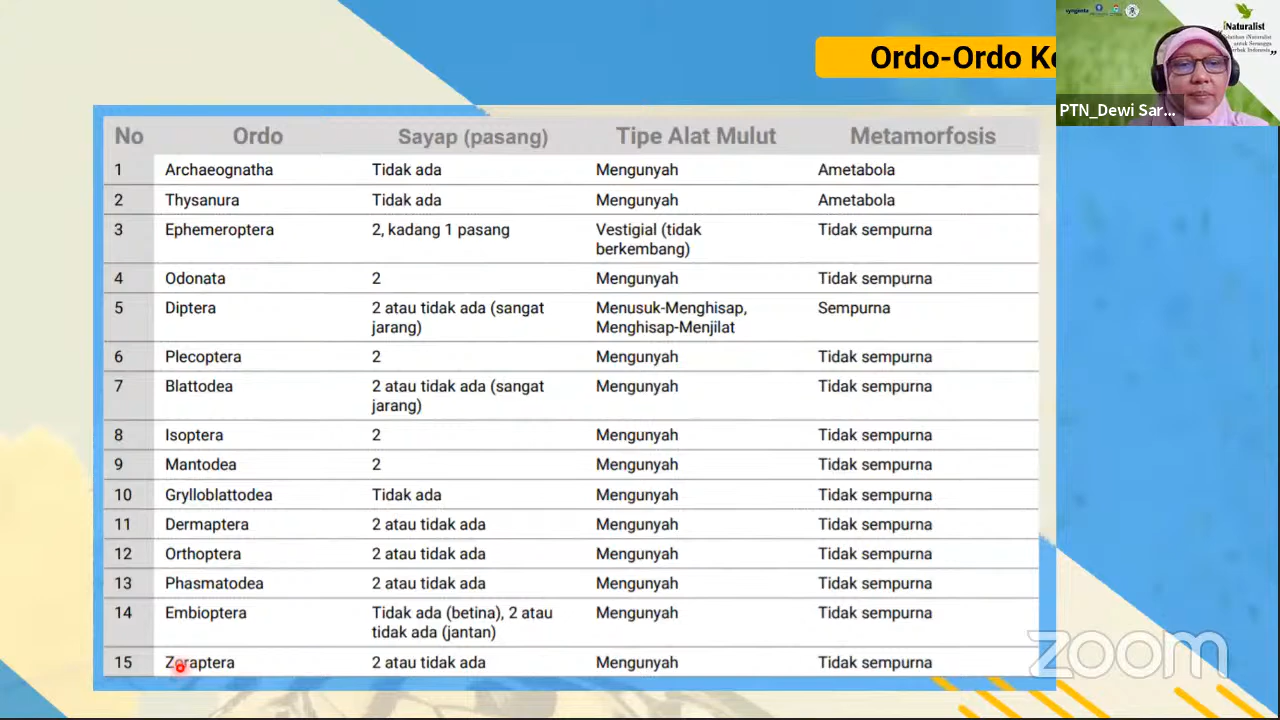 Ordo-Ordo
iNaturalist
PTN_Dewi Sar...
No Ordo Sayap (pasang) Tipe Alat Mulut Metamorfosis
1 Archaeognatha Tidak ada Mengunyah Ametabola
2 Thysanura Tidak ada Mengunyah Ametabola
3 Ephemeroptera 2, kadang 1 pasang Vestigial (tidak
berkembang) Tidak sempurna
4 Odonata 2 Mengunyah Tidak sempurna
5 Diptera 2 atau tidak ada (sangat
jarang) Menusuk-Menghisap,
Menghisap-Menjilat Sempurna
6 Plecoptera 2 Mengunyah Tidak sempurna
7 Blattodea 2 atau tidak ada (sangat
jarang) Mengunyah Tidak sempurna
8 Isoptera 2 Mengunyah Tidak sempurna
9 Mantodea 2 Mengunyah Tidak sempurna
10 Grylloblattodea Tidak ada Mengunyah Tidak sempurna
11 Dermaptera 2 atau tidak ada Mengunyah Tidak sempurna
12 Orthoptera 2 atau tidak ada Mengunyah Tidak sempurna
13 Phasmatodea 2 atau tidak ada Mengunyah Tidak sempurna
14 Embioptera Tidak ada (betina), 2 atau
tidak ada (jantan) Mengunyah Tidak sempurna
15 Zoraptera 2 atau tidak ada Mengunyah Tidak sempurna
zoom